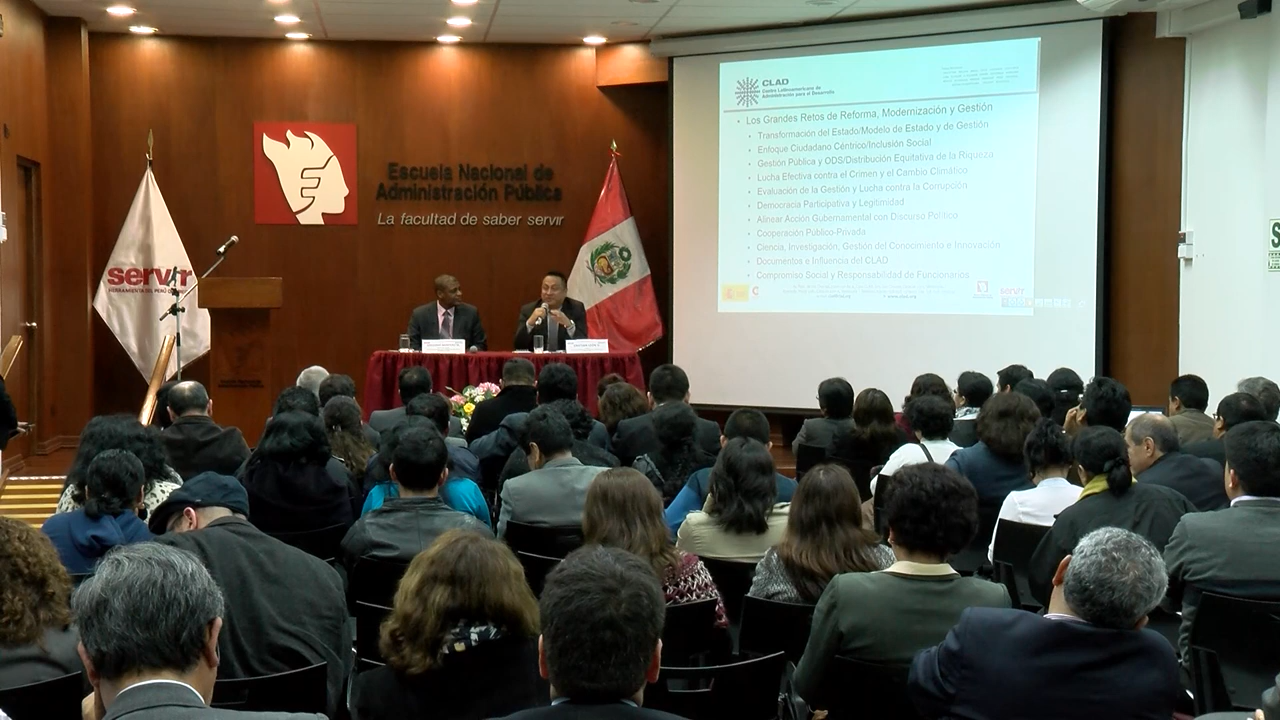 Escuela Nacional de
Administración Pública
La facultad de saber servir
servir
HERRAMIENTA DEL PERÚ
CLAD
Centro Latinoamericano de
Administración para el Desarrollo
• Los Grandes Retos de Reforma, Modernización y Gestión
• Transformación del Estado/Modelo de Estado y de Gestión
• Enfoque Ciudadano Céntrico/Inclusión Social
• Gestión Pública y ODS/Distribución Equitativa de la Riqueza
• Lucha Efectiva contra el Crimen y el Cambio Climático
• Evaluación de la Gestión y Lucha contra la Corrupción
• Democracia Participativa y Legitimidad
• Alinear Acción Gubernamental con Discurso Político
• Cooperación Público-Privada
• Ciencia, Investigación, Gestión del Conocimiento e Innovación
• Documentos e Influencia del CLAD
• Compromiso Social y Responsabilidad de Funcionarios
servir
S